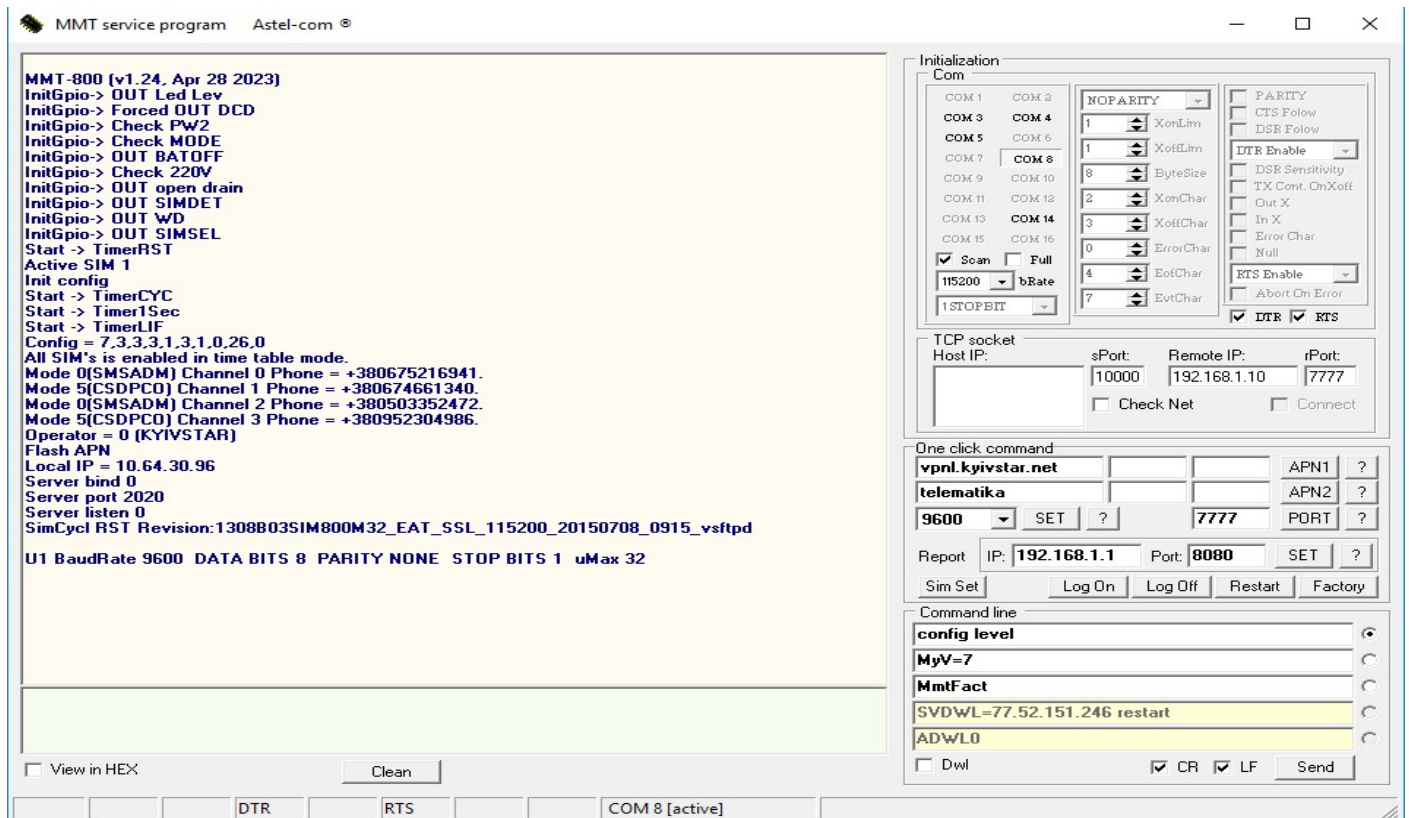 MMT service program Astel-com ®
MMT-800 (v1.24, Apr 28 2023)
InitGpio-> OUT Led Lev
InitGpio-> Forced OUT DCD
InitGpio-> Check PW2
InitGpio-> Check MODE
InitGpio-> OUT BATOFF
InitGpio-> Check 220V
InitGpio-> OUT open drain
InitGpio-> OUT SIMDET
InitGpio-> OUT WD
InitGpio-> OUT SIMSEL
Start -> TimerRST
Active SIM 1
Init config
Start -> TimerCYC
Start -> Timer1Sec
Start -> TimerLIF
Config = 7,3,3,3,1,3,1,0,26,0
All SIM's is enabled in time table mode.
Mode 0(SMSADM) Channel 0 Phone = +380675216941.
Mode 5(CSDPCO) Channel 1 Phone = +380674661340.
Mode 0(SMSADM) Channel 2 Phone = +380503352472.
Mode 5(CSDPCO) Channel 3 Phone = +380952304986.
Operator = 0 (KYIVSTAR)
Flash APN
Local IP = 10.64.30.96
Server bind 0
Server port 2020
Server listen 0
SimCycl RST Revision:1308B03SIM800M32_EAT_SSL_115200_20150708_0915_vsftpd
U1 BaudRate 9600 DATA BITS 8 PARITY NONE STOP BITS 1 uMax 32
View in HEX
Clean
Initialization
Com
COM 1 COM 2
COM 3 COM 4
COM 5 COM 6
COM 7 COM 8
COM 9 COM 10
COM 11 COM 12
COM 13 COM 14
COM 15 COM 16
Scan Full
115200 bRate
1STOPBIT
NOPARITY
1 XonLim
1 XoffLim
8 ByteSize
2 XonChar
3 XoffChar
0 ErrorChar
4 EofChar
7 EvtChar
PARITY
CTS Folow
DSR Folow
DTR Enable
DSR Sensitivity
TX Cont. OnXoff
Out X
In X
Error Char
Null
RTS Enable
Abort On Error
DTR RTS
TCP socket
Host IP: sPort: Remote IP: rPort:
10000 192.168.1.10 7777
Check Net Connect
One click command
vpnl.kyivstar.net APN1 ?
telematika APN2 ?
9600 SET ? 7777 PORT ?
Report IP: 192.168.1.1 Port: 8080 SET ?
Sim Set Log On Log Off Restart Factory
Command line
config level
MyV=7
MmtFact
SVDWL=77.52.151.246 restart
ADWL0
Dwl CR LF Send
DTR RTS COM 8 [active]